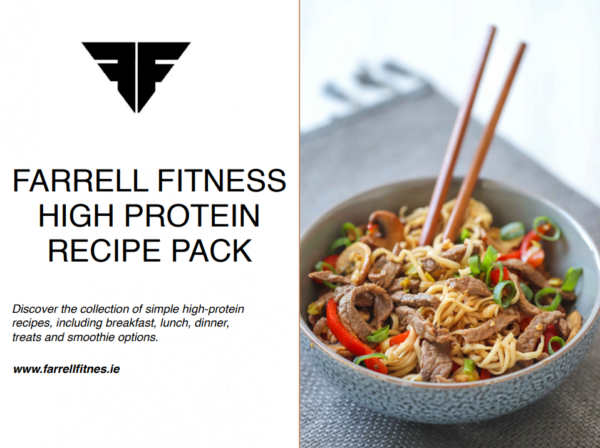 FARRELL FITNESS
HIGH PROTEIN
RECIPE PACK
Discover the collection of simple high-protein
recipes, including breakfast, lunch, dinner,
treats and smoothie options.
www.farrellfitnes.ie